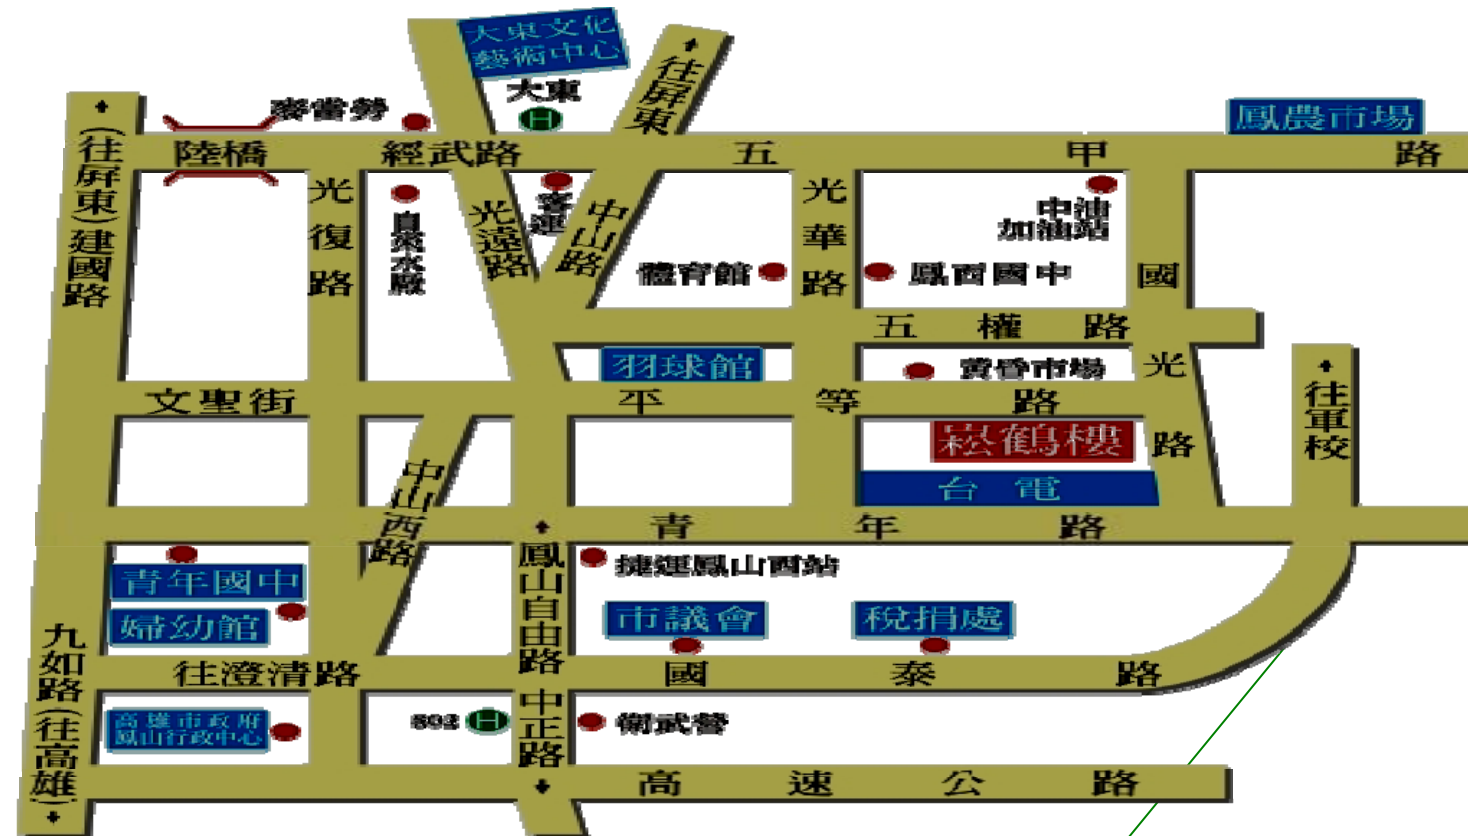 大東文化
藝術中心
大東
H
往屏東
鳳農市場
麥當勞
(往屏東)建國路
陸橋
經武路
五甲路
光復路
自來水廠
光遠路
客運
中山路
光華路
中油
加油站
體育館
鳳西國中
國光路
五權路
羽球館
黃昏市場
往軍校
文聖街
平等路
崧鶴樓
台電
中山西路
青年路
捷運鳳山西站
鳳山自由路
青年國中
婦幼館
市議會
稅捐處
九如路(往高雄)
往澄清路
國泰路
高雄市政府
鳳山行政中心
802
H
中正路
衛武營
高速公路